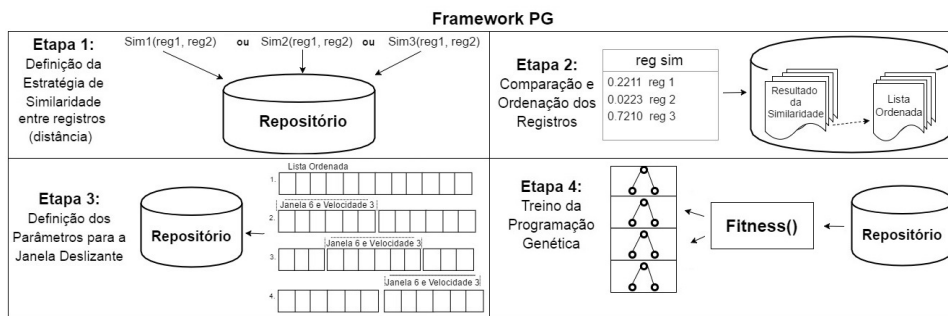 Framework PG
Etapa 1:
Definição da
Estratégia de
Similaridade
entre registros
(distância)
Sim1(reg1, reg2) ou Sim2(reg1, reg2) ou Sim3(reg1, reg2)
Repositório
Etapa 2:
Comparação e
Ordenação dos
Registros
reg sim
0.2211 reg 1
0.0223 reg 2
0.7210 reg 3
Resultado
da
Similaridade
Lista
Ordenada
Etapa 3:
Definição dos
Parâmetros para a
Janela Deslizante
Repositório
Lista Ordenada
1.
Janela 6 e Velocidade 3
2.
Janela 6 e Velocidade 3
3.
Janela 6 e Velocidade 3
4.
Etapa 4:
Treino da
Programação
Genética
Fitness()
Repositório